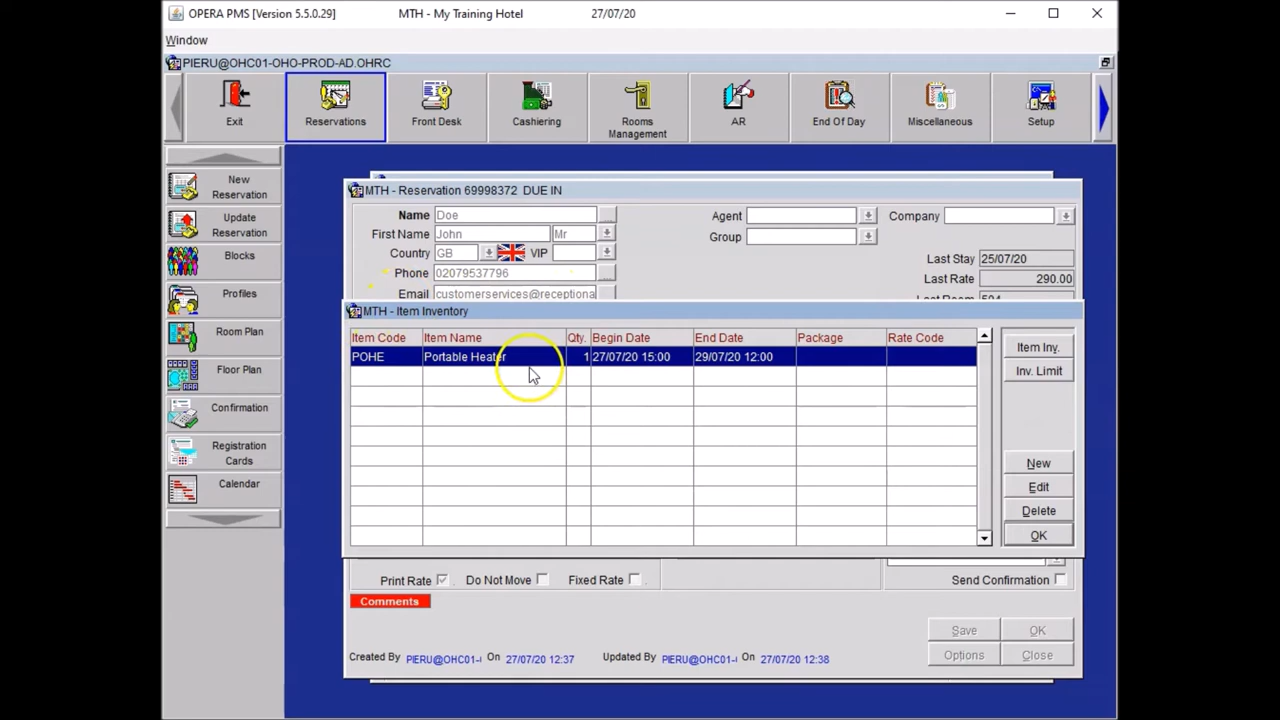 OPERA PMS [Version 5.5.0.29] MTH - My Training Hotel 27/07/20
Window
PIERU@OHC01-OHO-PROD-AD.OHRC
Exit Reservations Front Desk Cashiering Rooms Management AR End Of Day Miscellaneous Setup
New Reservation
Update Reservation
Blocks
Profiles
Room Plan
Floor Plan
Confirmation
Registration Cards
Calendar
MTH - Reservation 69998372 DUE IN
Name Doe Agent Company
First Name John Mr Group
Country GB VIP Last Stay 25/07/20
Phone 02079537796 Last Rate 290.00
Email customerservices@receptiona
MTH - Item Inventory
Item Code Item Name Qty. Begin Date End Date Package Rate Code
POHE Portable Heater 1 27/07/20 15:00 29/07/20 12:00
Item Inv.
Inv. Limit
New
Edit
Delete
OK
Print Rate Do Not Move Fixed Rate Send Confirmation
Comments
Save OK
Options Close
Created By PIERU@OHC01-( On 27/07/20 12:37 Updated By PIERU@OHC01-( On 27/07/20 12:38